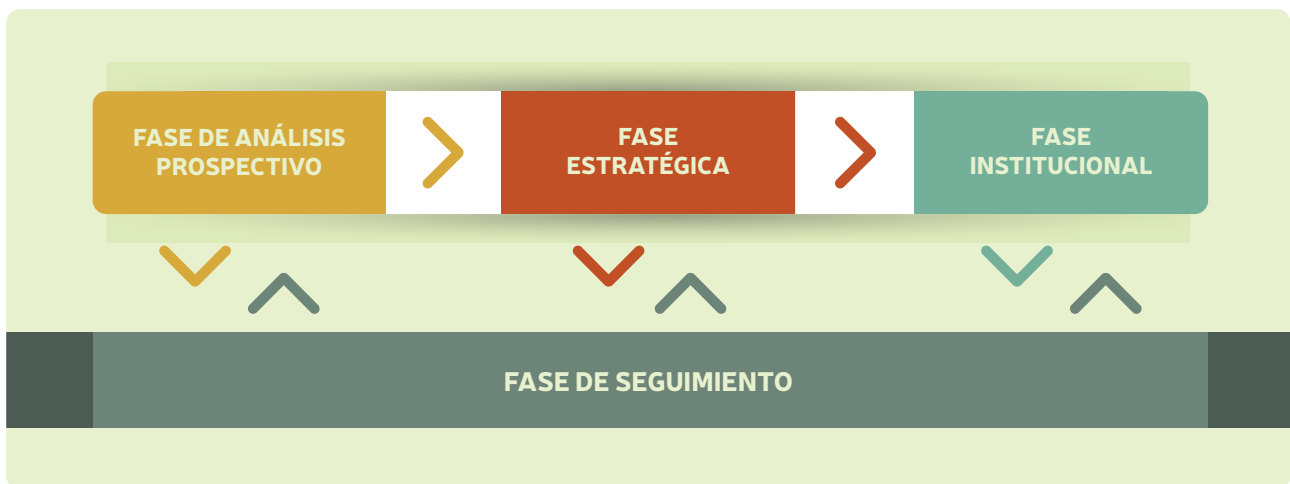 FASE DE ANÁLISIS
PROSPECTIVO
FASE
ESTRATÉGICA
FASE
INSTITUCIONAL
FASE DE SEGUIMIENTO